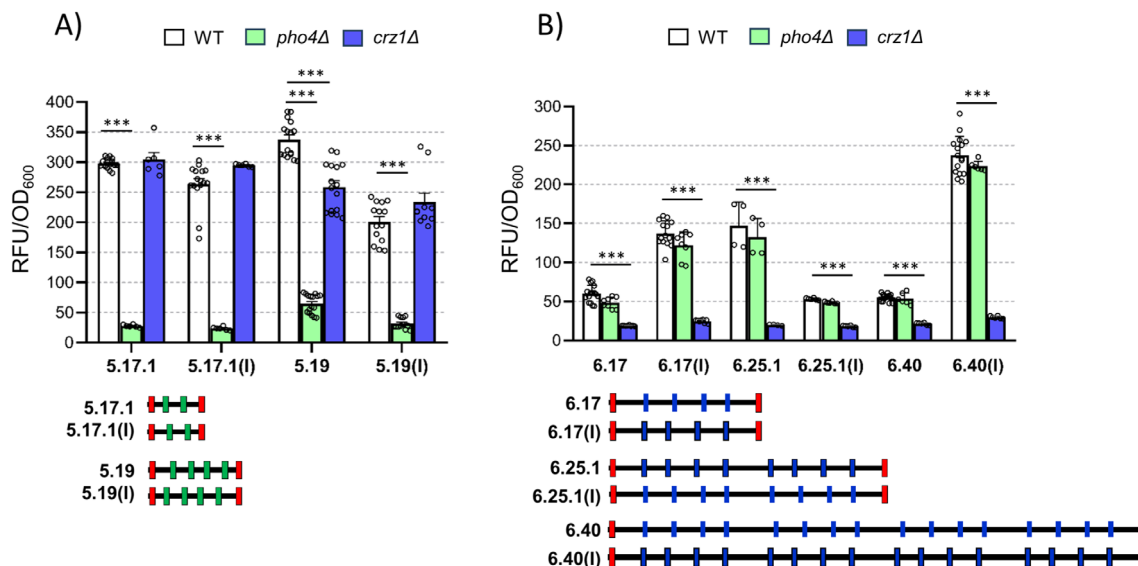 A)
WT pho4Δ crz1Δ
RFU/OD600
400
350
300
250
200
150
100
50
0
***
***
***
***
***
5.17.1 5.17.1(I) 5.19 5.19(I)
5.17.1
5.17.1(I)
5.19
5.19(I)
B)
WT pho4Δ crz1Δ
RFU/OD600
300
250
200
150
100
50
0
***
***
***
***
***
***
6.17 6.17(I) 6.25.1 6.25.1(I) 6.40 6.40(I)
6.17
6.17(I)
6.25.1
6.25.1(I)
6.40
6.40(I)